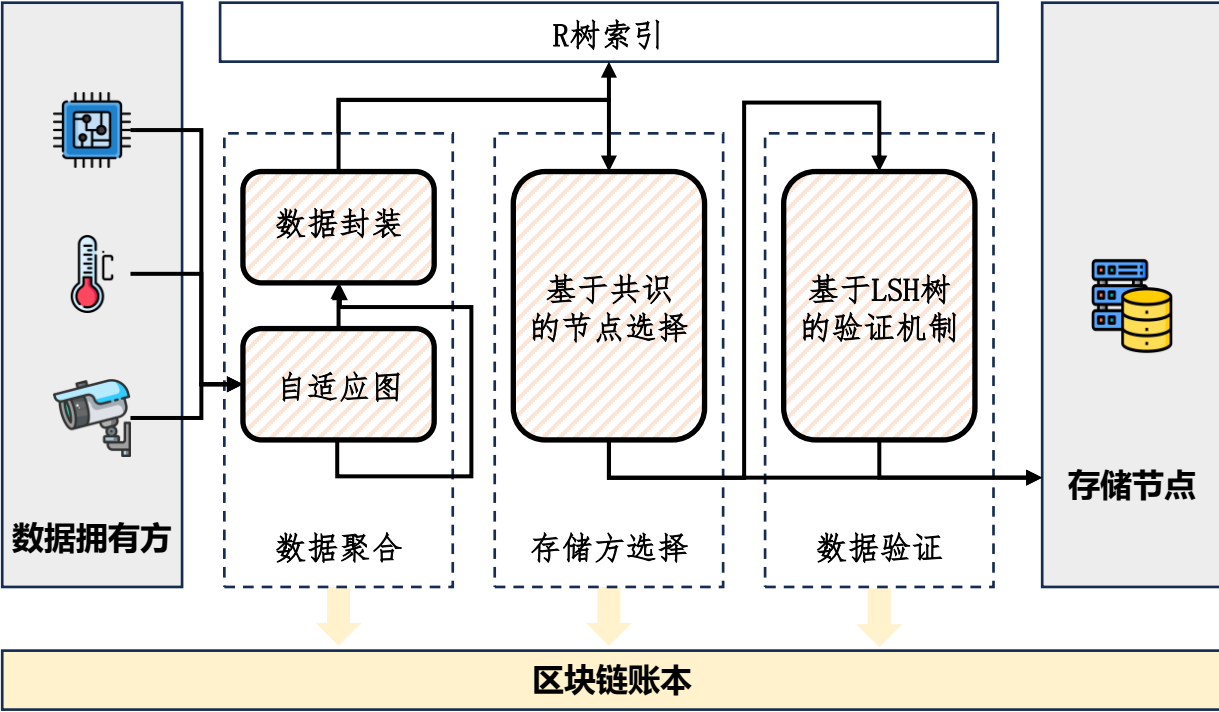 R树索引
数据封装
自适应图
基于共识
的节点选择
基于LSH树
的验证机制
C
数据拥有方
数据聚合
存储方选择
数据验证
存储节点
区块链账本